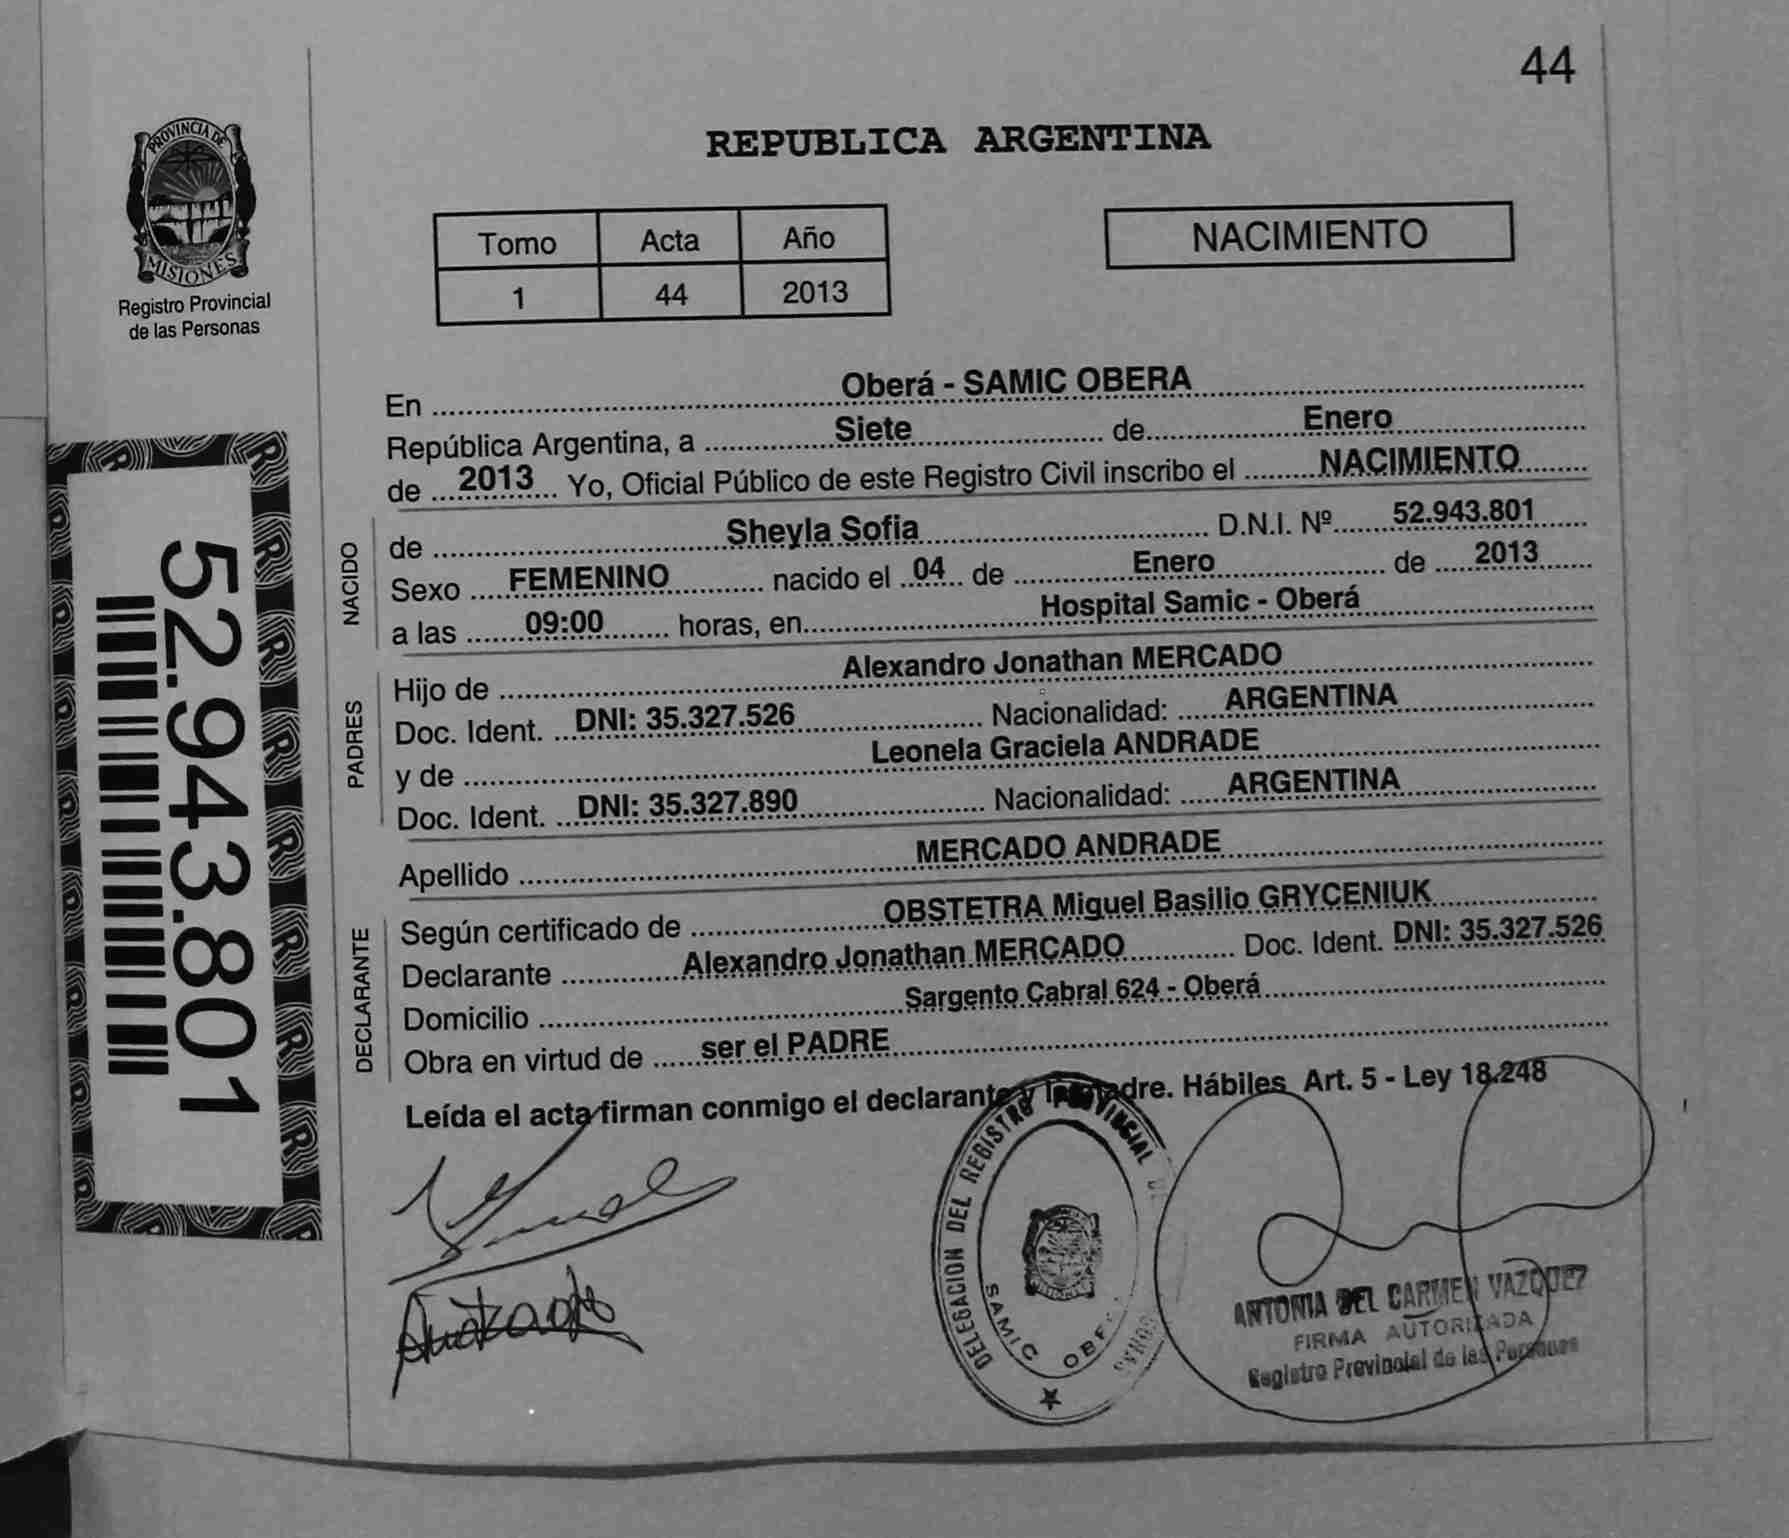 44
PROVINCIA DE
MISIONES
Registro Provincial
de las Personas
REPUBLICA ARGENTINA
Tomo Acta Año
1 44 2013
NACIMIENTO
52.943.801
En Oberá - SAMIC OBERA
República Argentina, a Siete de Enero
de 2013 Yo, Oficial Público de este Registro Civil inscribo el NACIMIENTO
NACIDO
de Sheyla Sofia D.N.I. Nº 52.943.801
Sexo FEMENINO nacido el 04 de Enero de 2013
a las 09:00 horas, en Hospital Samic - Oberá
PADRES
Hijo de Alexandro Jonathan MERCADO
Doc. Ident. DNI: 35.327.526 Nacionalidad: ARGENTINA
y de Leonela Graciela ANDRADE
Doc. Ident. DNI: 35.327.890 Nacionalidad: ARGENTINA
Apellido MERCADO ANDRADE
DECLARANTE
Según certificado de OBSTETRA Miguel Basilio GRYCENIUK
Declarante Alexandro Jonathan MERCADO Doc. Ident. DNI: 35.327.526
Domicilio Sargento Cabral 624 - Oberá
Obra en virtud de ser el PADRE
Leída el acta firman conmigo el declarante y la madre. Hábiles Art. 5 - Ley 18.248
DELEGACION DEL REGISTRO PROVINCIAL DE
SAMIC
ANTONIA DEL CARMEN VAZQUEZ
FIRMA AUTORIZADA
Registro Provincial de las Personas